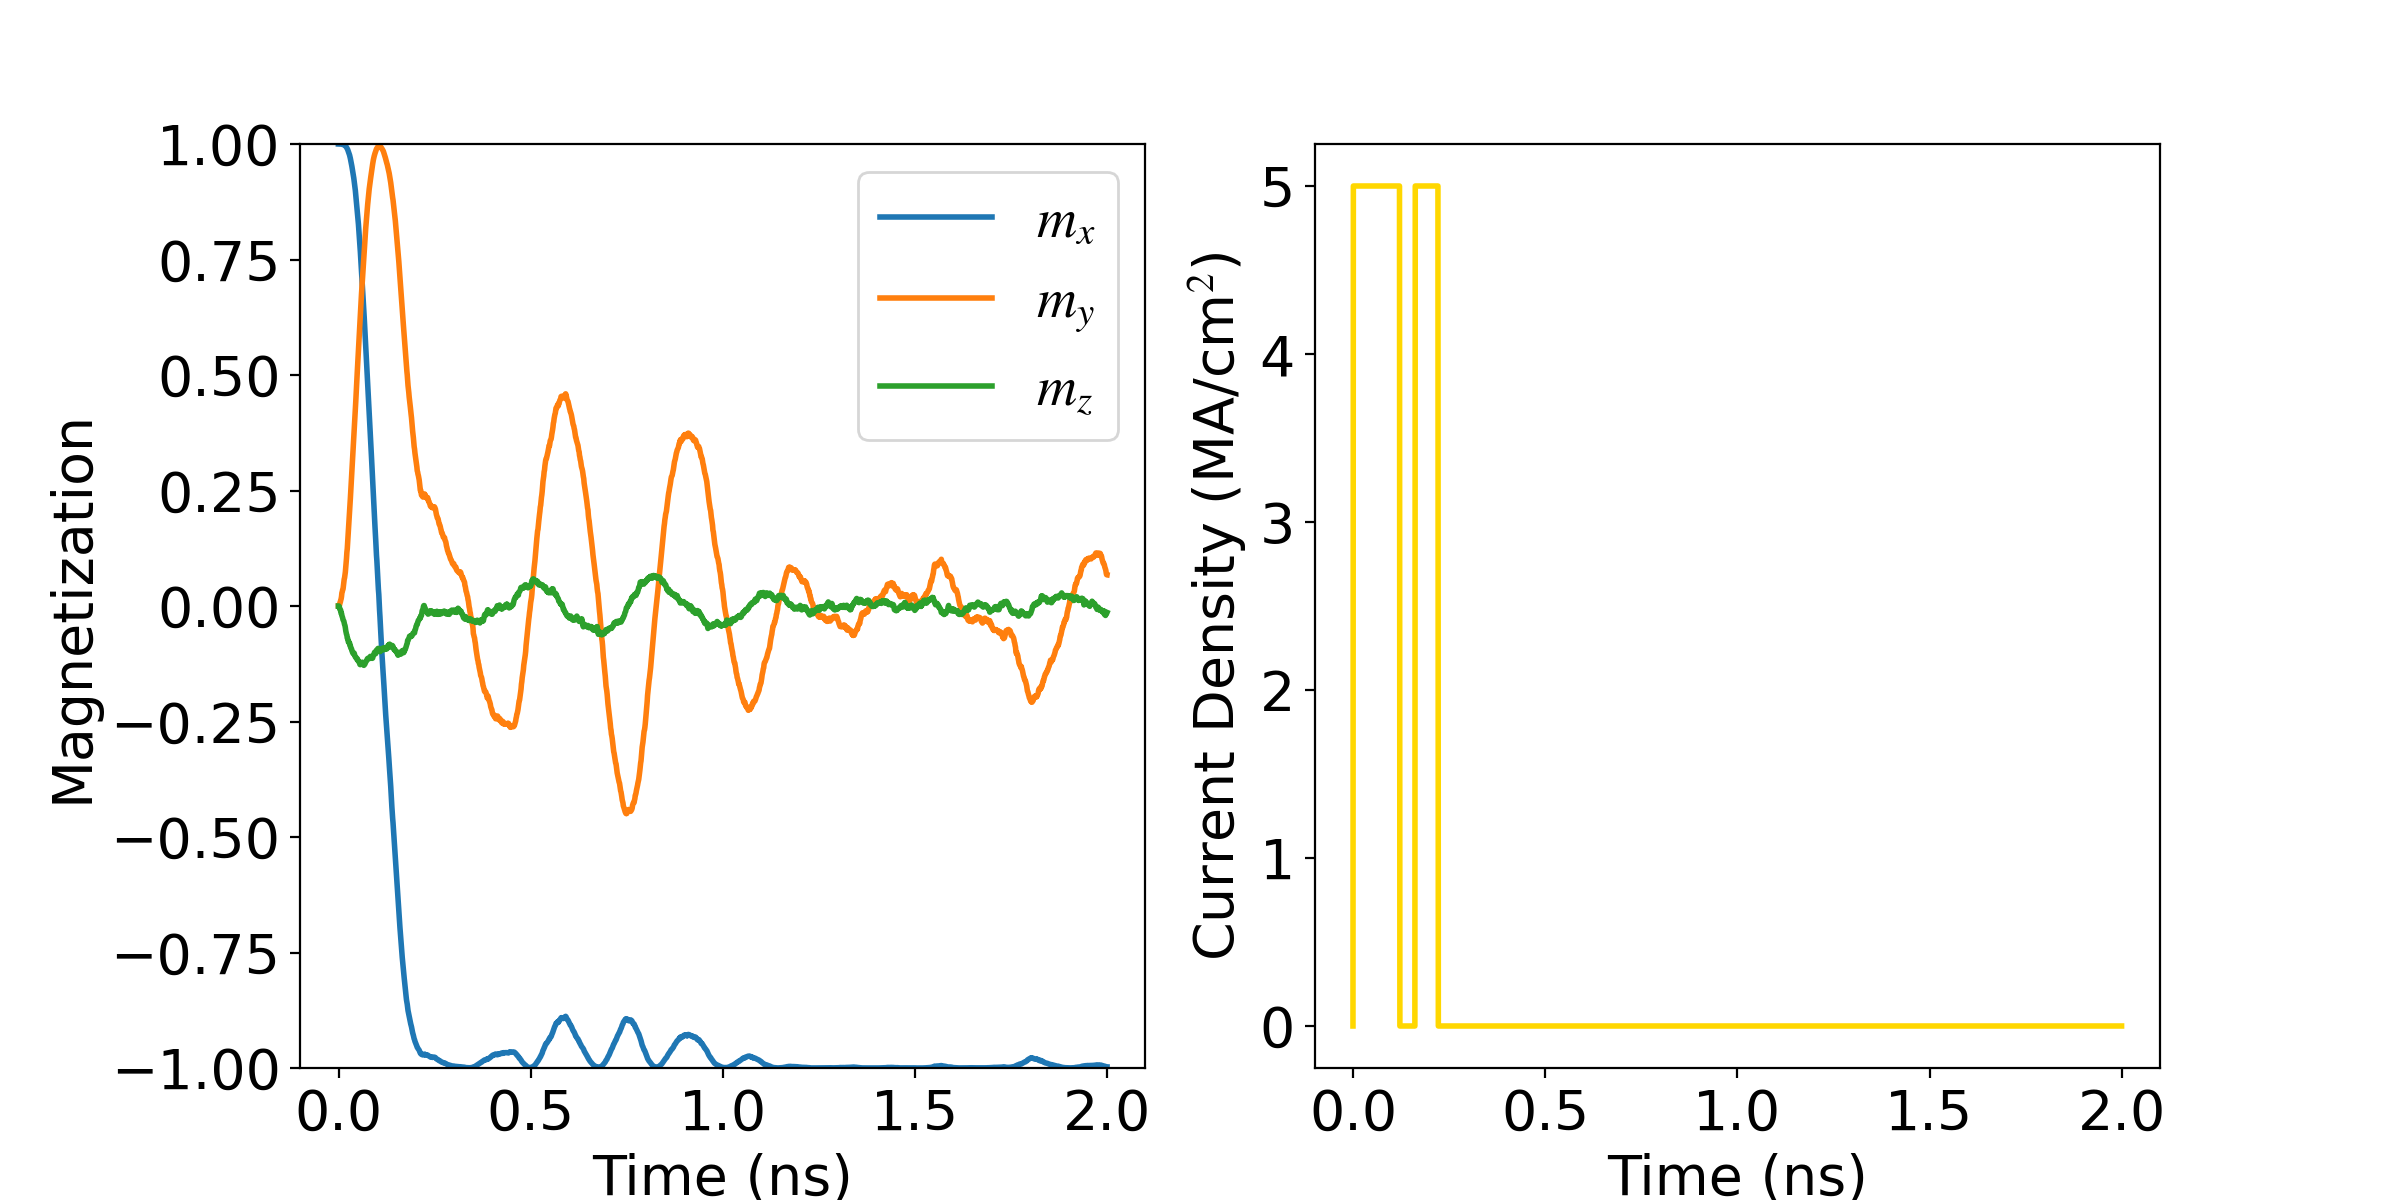 Magnetization
1.00
0.75
0.50
0.25
0.00
−0.25
−0.50
−0.75
−1.00
0.0 0.5 1.0 1.5 2.0
Time (ns)
m_x
m_y
m_z
Current Density (MA/cm²)
5
4
3
2
1
0
0.0 0.5 1.0 1.5 2.0
Time (ns)